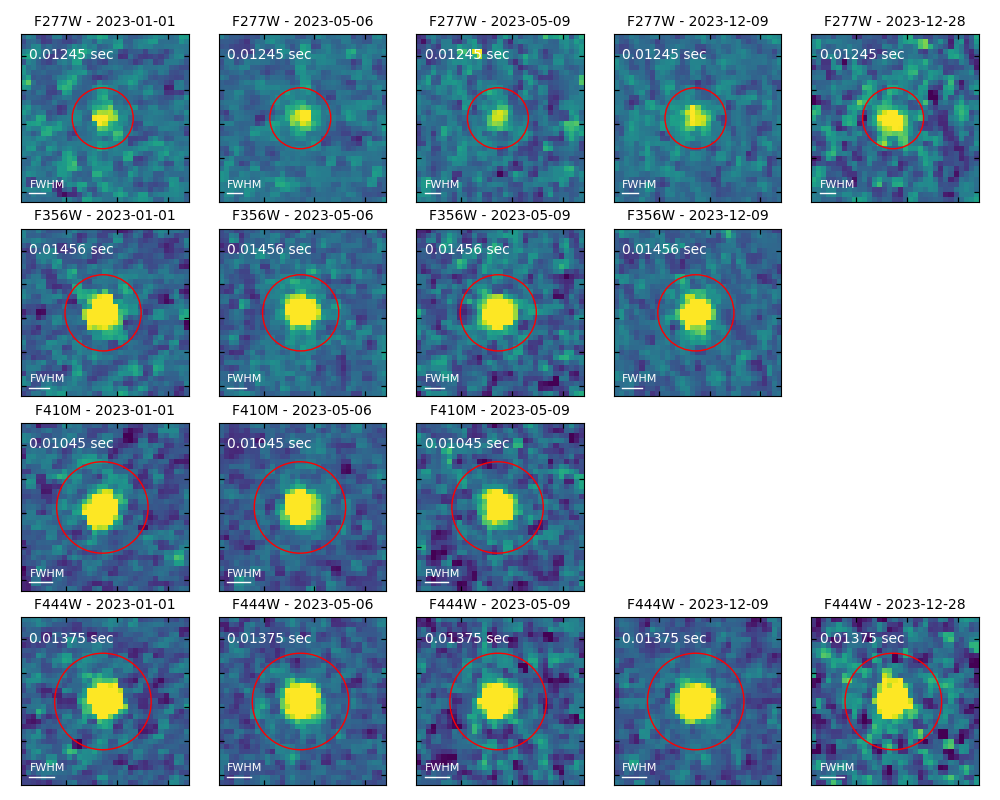 F277W - 2023-01-01
F277W - 2023-05-06
F277W - 2023-05-09
F277W - 2023-12-09
F277W - 2023-12-28
0.01245 sec
0.01245 sec
0.01245 sec
0.01245 sec
0.01245 sec
FWHM
FWHM
FWHM
FWHM
FWHM
F356W - 2023-01-01
F356W - 2023-05-06
F356W - 2023-05-09
F356W - 2023-12-09
0.01456 sec
0.01456 sec
0.01456 sec
0.01456 sec
FWHM
FWHM
FWHM
FWHM
F410M - 2023-01-01
F410M - 2023-05-06
F410M - 2023-05-09
0.01045 sec
0.01045 sec
0.01045 sec
FWHM
FWHM
FWHM
F444W - 2023-01-01
F444W - 2023-05-06
F444W - 2023-05-09
F444W - 2023-12-09
F444W - 2023-12-28
0.01375 sec
0.01375 sec
0.01375 sec
0.01375 sec
0.01375 sec
FWHM
FWHM
FWHM
FWHM
FWHM